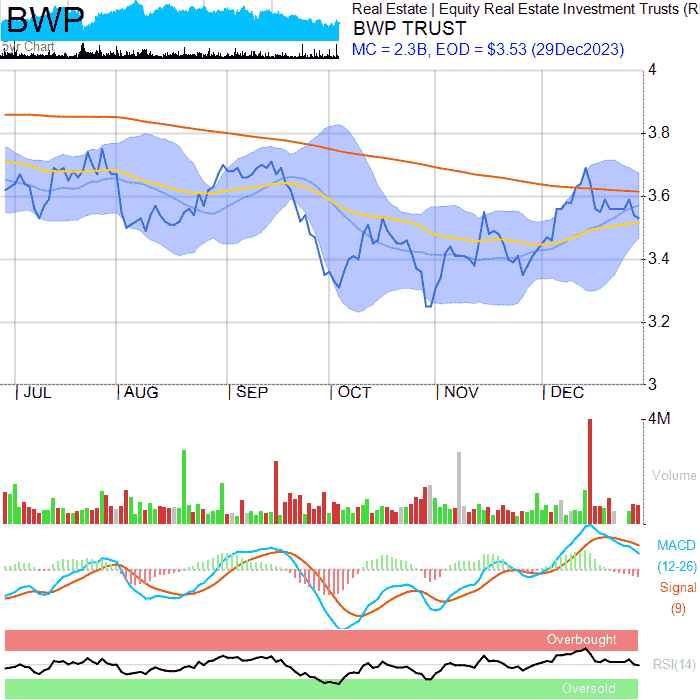 BWP
5yr Chart
Real Estate | Equity Real Estate Investment Trusts (R
BWP TRUST
MC = 2.3B, EOD = $3.53 (29Dec2023)
4
3.8
3.6
3.4
3.2
3
JUL AUG SEP OCT NOV DEC
4M
Volume
MACD
(12-26)
Signal
(9)
Overbought
RSI(14)
Oversold